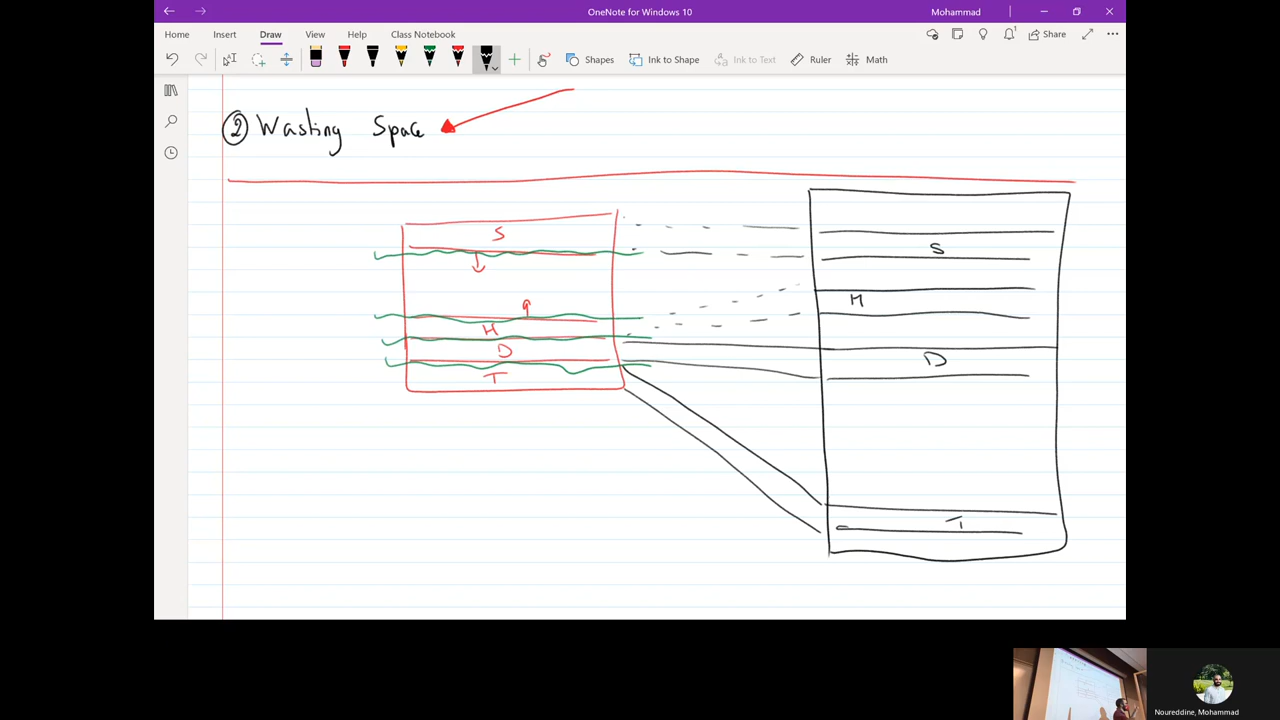 OneNote for Windows 10
Mohammad
Home Insert Draw View Help Class Notebook
Share
Shapes Ink to Shape Ink to Text Ruler Math
② Wasting Space
S
H
D
T
S
H
D
T
Noureddine, Mohammad